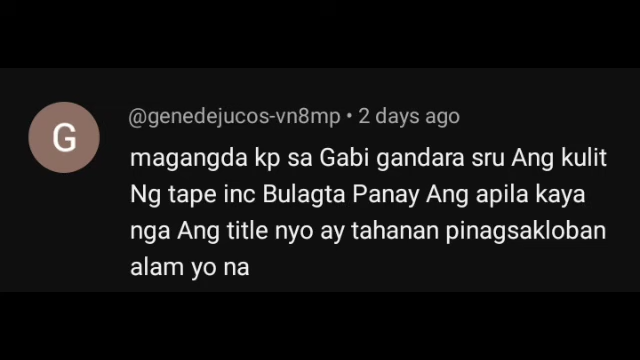 G
@genedejucos-vn8mp • 2 days ago
magangda kp sa Gabi gandara sru Ang kulit
Ng tape inc Bulagta Panay Ang apila kaya
nga Ang title nyo ay tahanan pinagsakloban
alam yo na